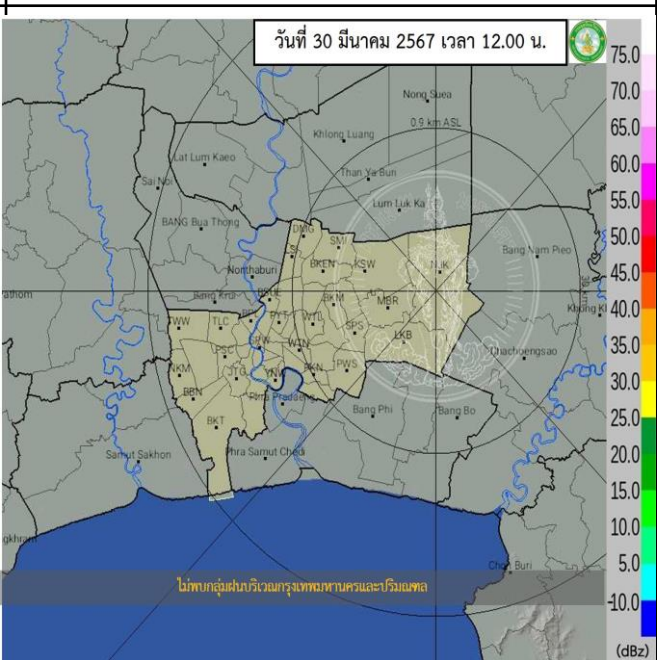 วันที่ 30 มีนาคม 2567 เวลา 12.00 น.
75.0
70.0
65.0
60.0
55.0
50.0
45.0
40.0
35.0
30.0
25.0
20.0
15.0
10.0
5.0
-10.0
(dBz)
Nong Suea
0.9 km ASL
Khlong Luang
Lat Lum Kaeo
Than Ya Buri
Sai Noi
Lum Luk Ka
BANG Bua Thong
DMG
SMI
Bang Nam Pieo
BKEN
KSW
NJK
Nonthaburi
Bang Krui
BKM
MBR
TWW
TLC
SPS
LKB
Chachoengsao
PSC
WTN
NKM
JTG
PKN
PWS
BBN
Phra Pradaeng
BKT
Bang Phi
Bang Bo
Samut Sakhon
Phra Samut Chedi
Chon Buri
ไม่พบกลุ่มฝนบริเวณกรุงเทพมหานครและปริมณฑล